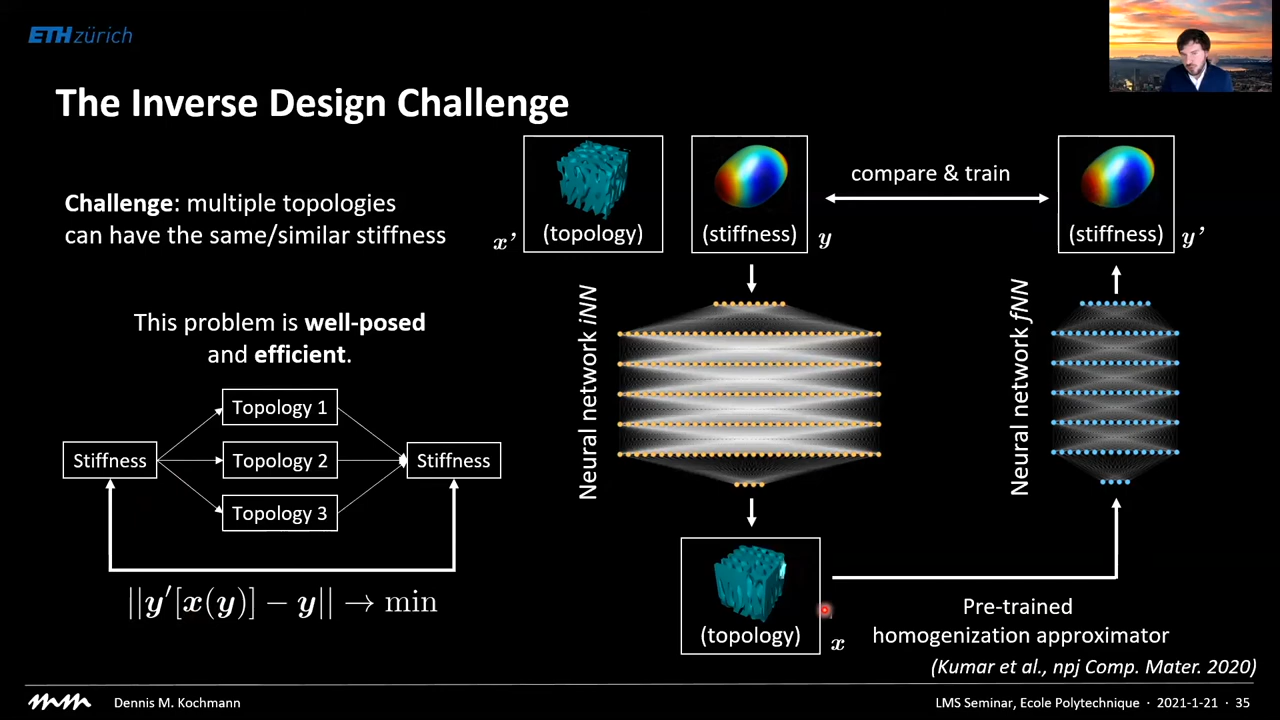 ETHzürich
The Inverse Design Challenge
Challenge: multiple topologies
can have the same/similar stiffness
This problem is well-posed
and efficient.
Stiffness
Topology 1
Topology 2
Topology 3
Stiffness
||y′[x(y)] − y|| → min
x’
(topology)
(stiffness)
y
compare & train
(stiffness)
y’
Neural network iNN
Neural network fNN
(topology)
x
Pre-trained
homogenization approximator
(Kumar et al., npj Comp. Mater. 2020)
Dennis M. Kochmann
LMS Seminar, Ecole Polytechnique · 2021-1-21 · 35